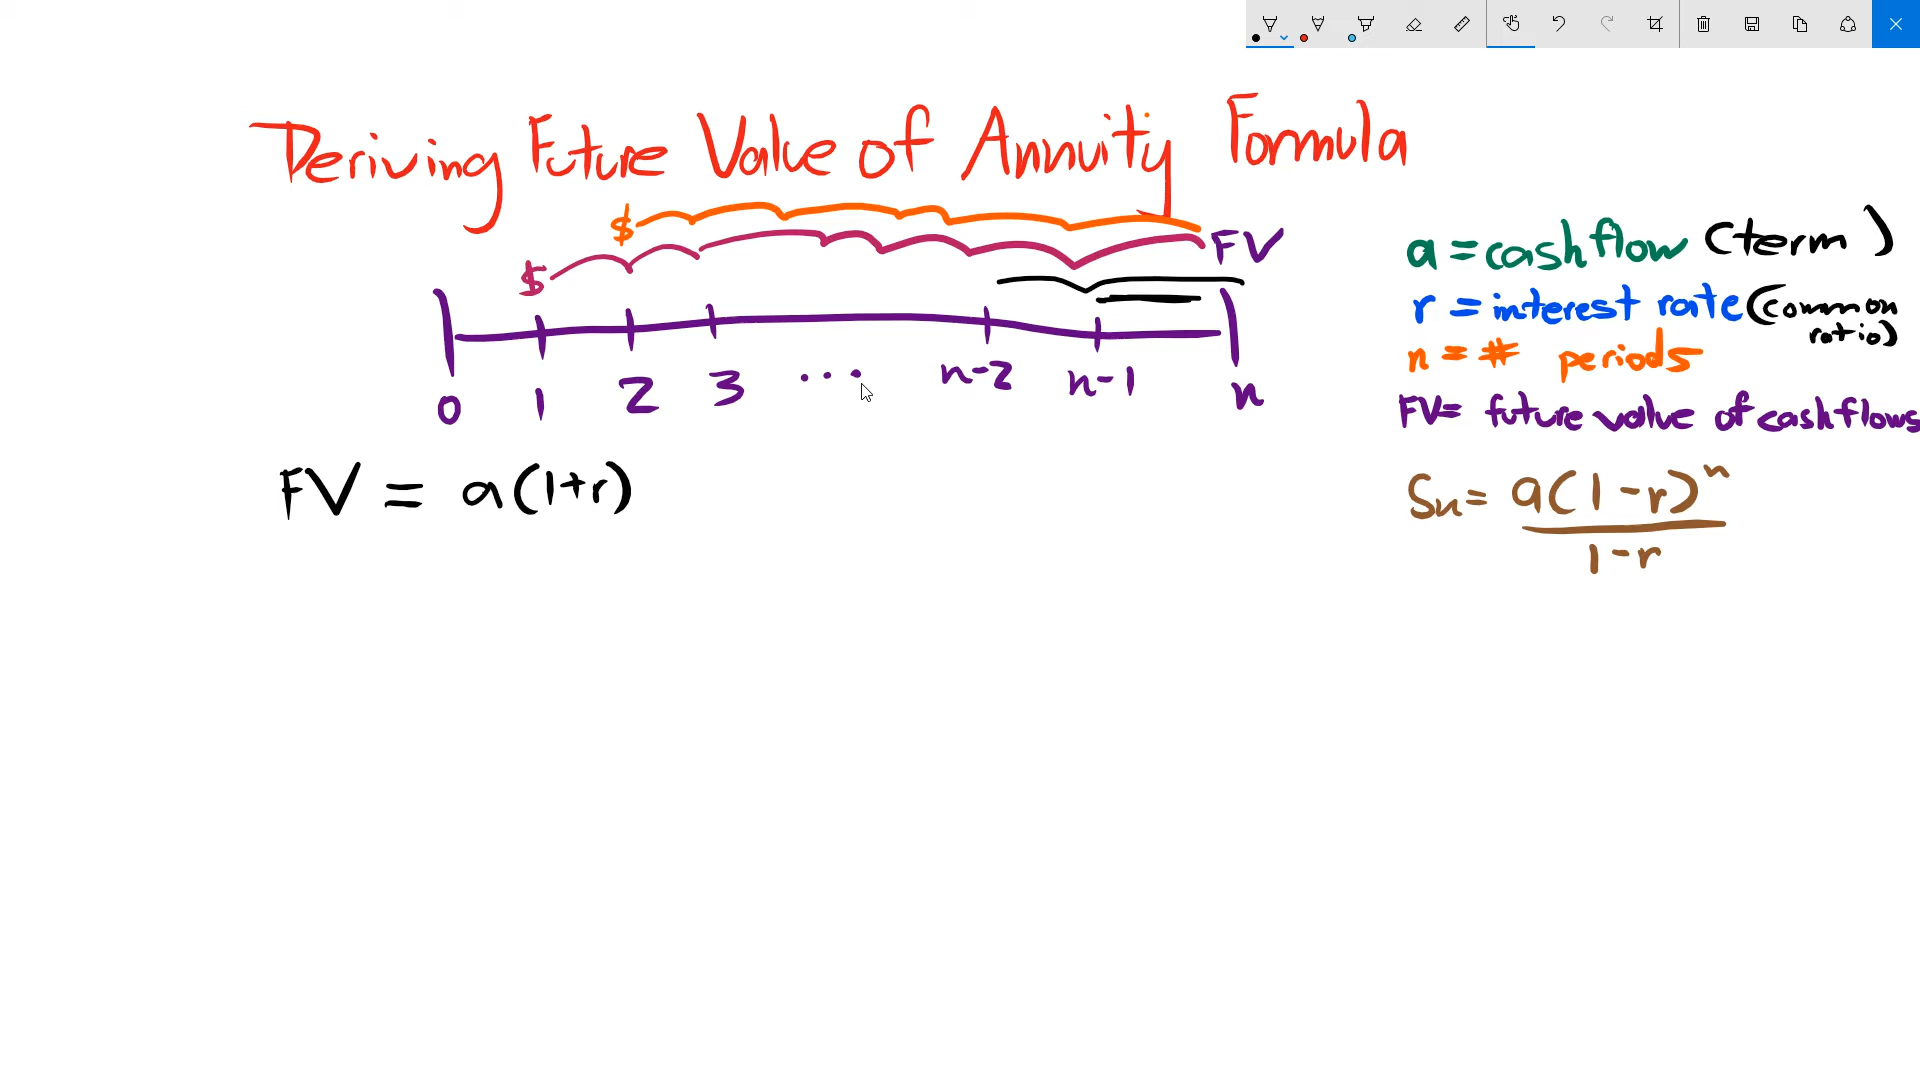 Deriving Future Value of Annuity Formula
$
$
FV
0 1 2 3 ... n-2 n-1 n
FV = a(1+r)
a = cashflow (term)
r = interest rate (common
ratio)
n = # periods
FV= future value of cashflows
Sn= a(1-r)^n
1-r